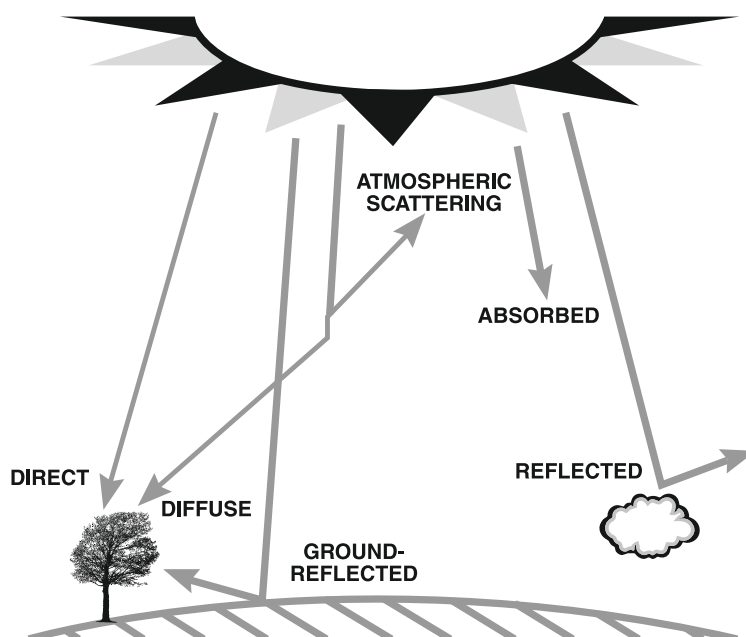 ATMOSPHERIC
SCATTERING
ABSORBED
DIRECT
REFLECTED
DIFFUSE
GROUND-
REFLECTED